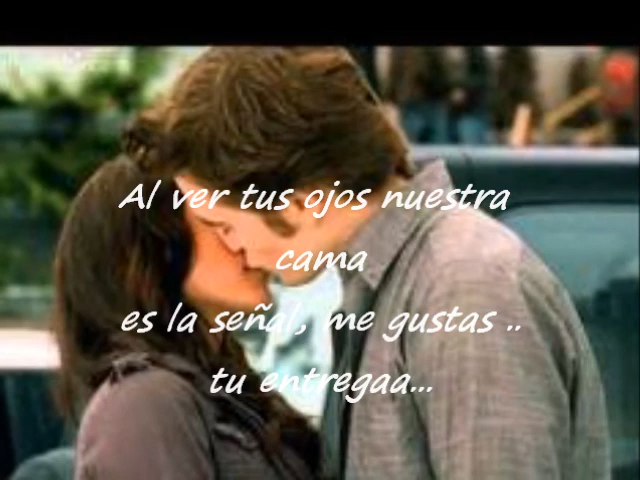 Al ver tus ojos nuestra
cama
es la señal, me gustas ..
tu entregaa...